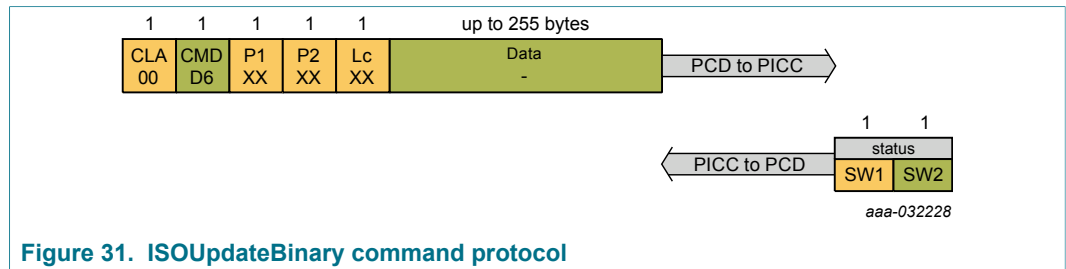 1 1 1 1 1 up to 255 bytes
CLA CMD P1 P2 Lc Data
00 D6 XX XX XX -
PCD to PICC
1 1
status
PICC to PCD SW1 SW2
aaa-032228
Figure 31. ISOUpdateBinary command protocol